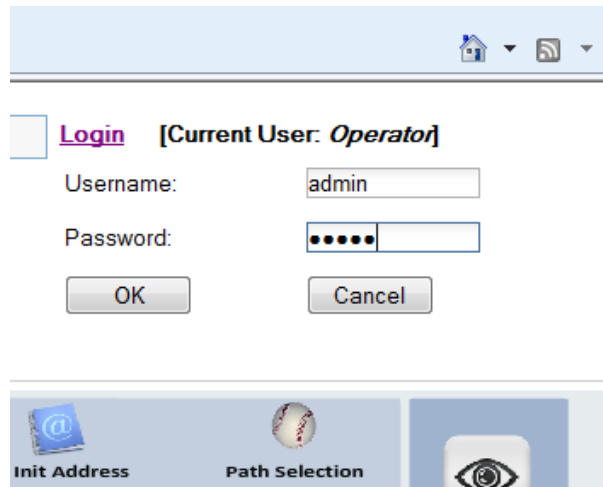 Login [Current User: Operator]
Username: admin
Password: •••••
OK Cancel
@
Init Address Path Selection